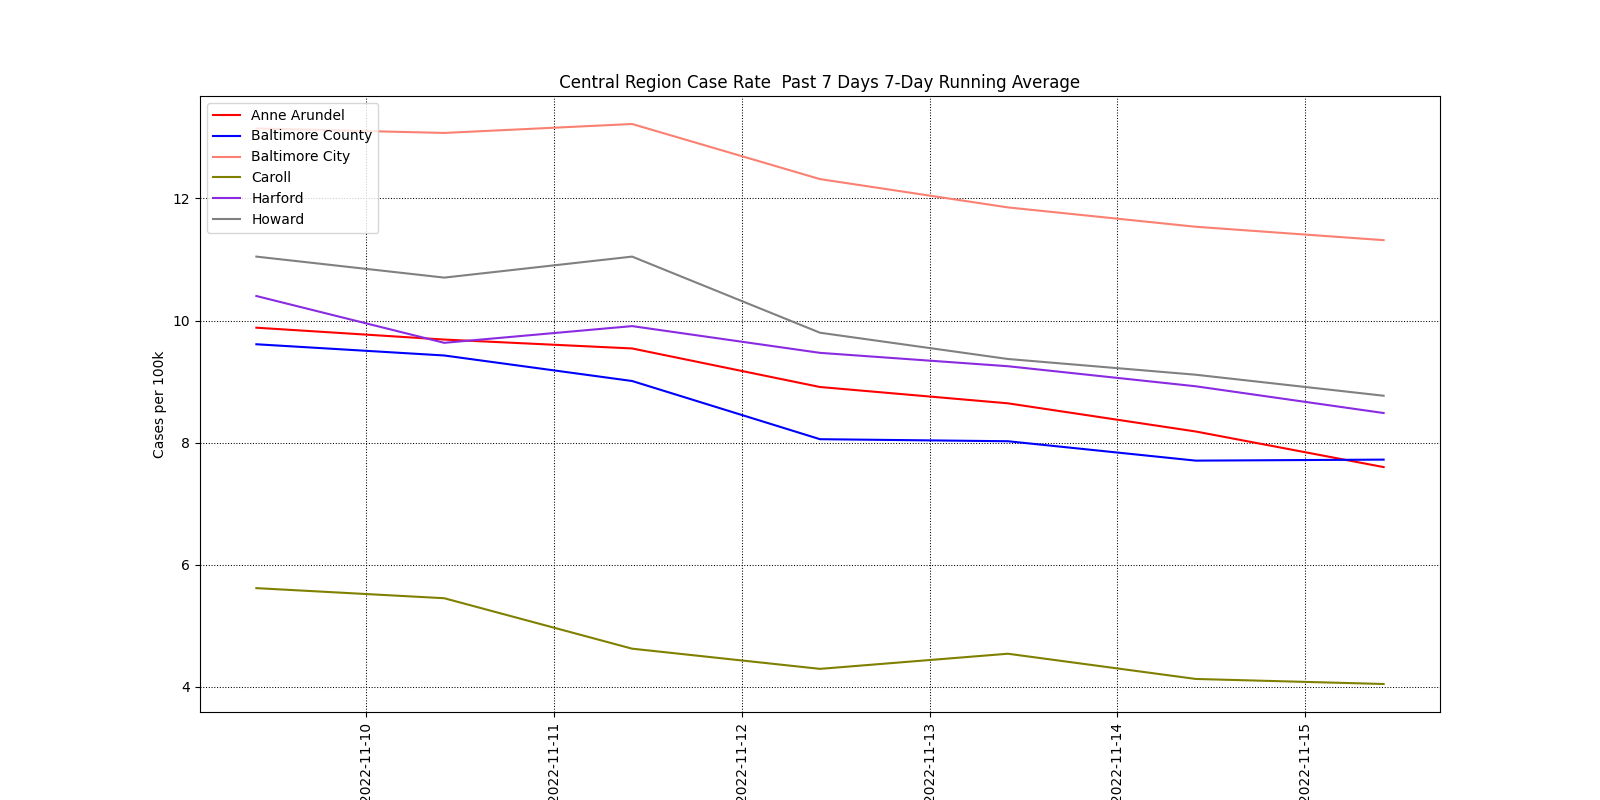 Central Region Case Rate  Past 7 Days 7-Day Running Average
Anne Arundel
Baltimore County
Baltimore City
Caroll
Harford
Howard
Cases per 100k
12
10
8
6
4
2022-11-10
2022-11-11
2022-11-12
2022-11-13
2022-11-14
2022-11-15